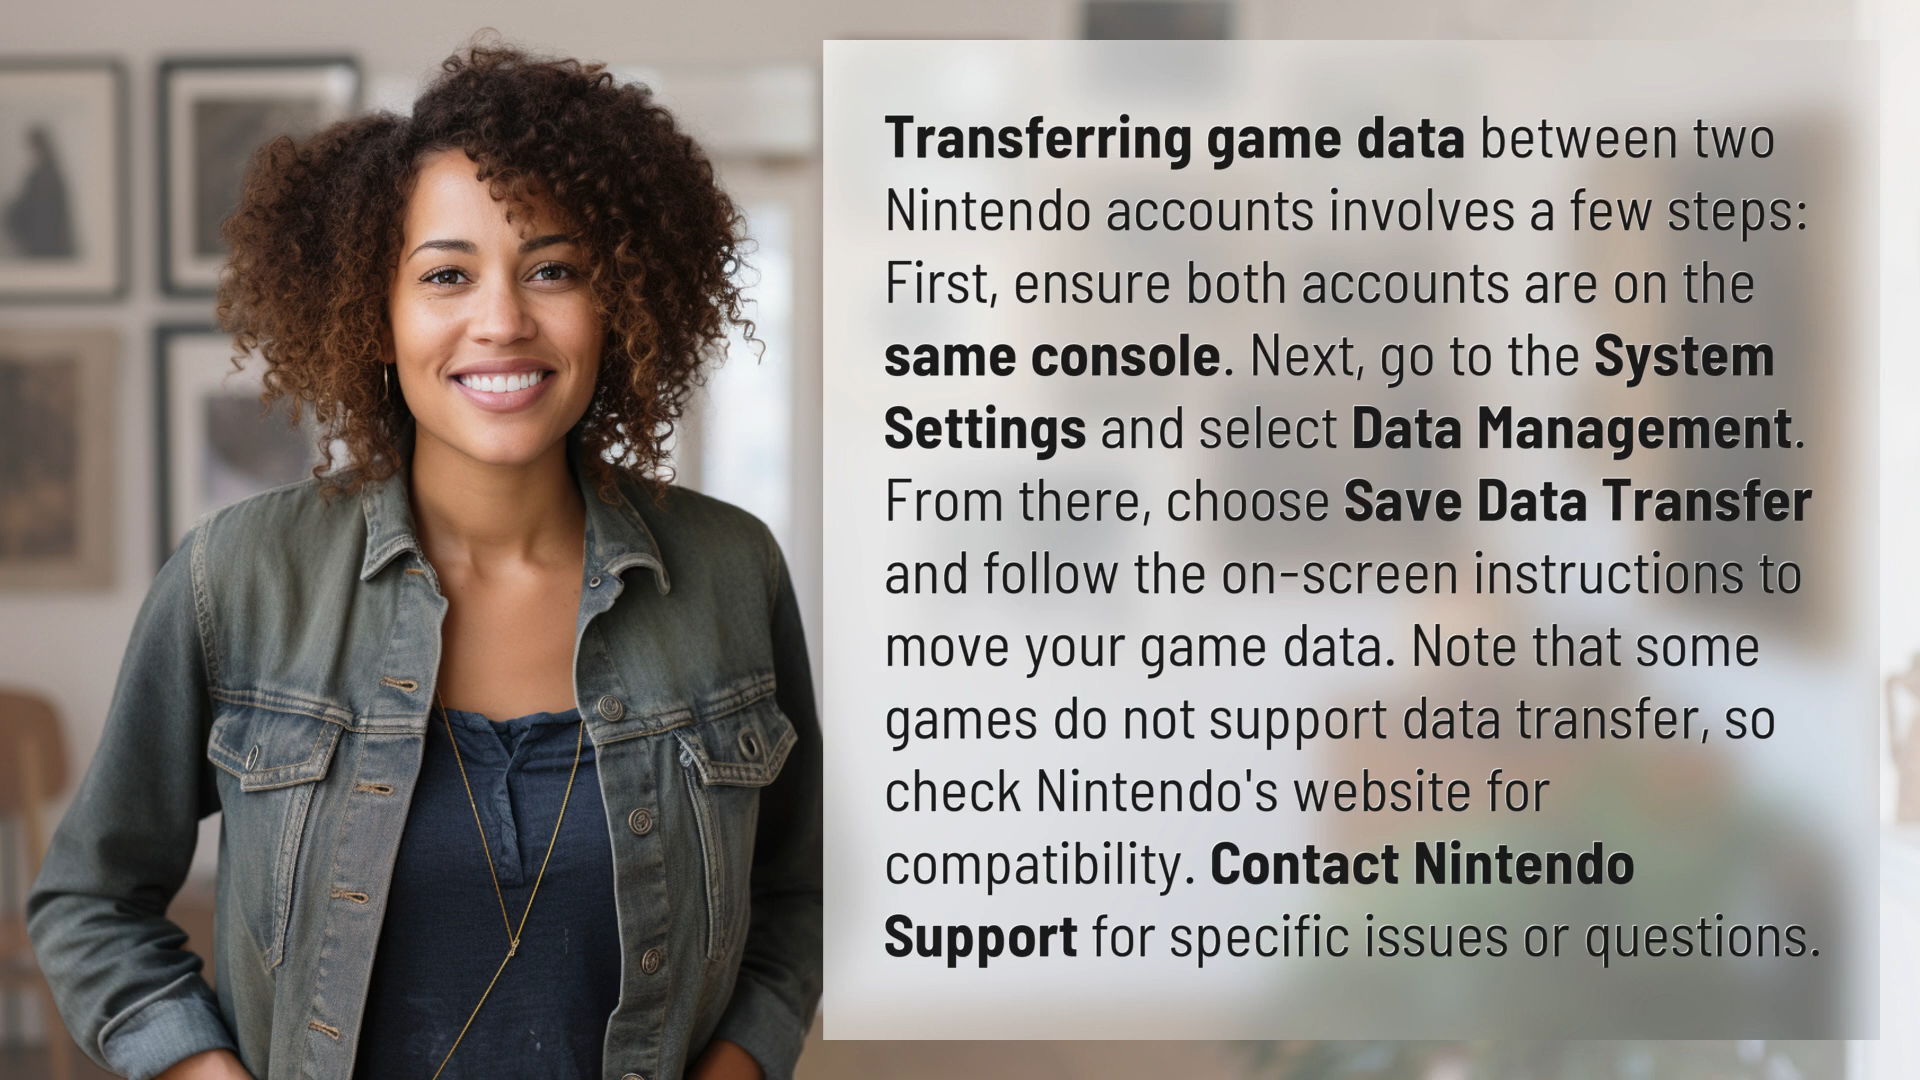 Transferring game data between two
Nintendo accounts involves a few steps:
First, ensure both accounts are on the
same console. Next, go to the System
Settings and select Data Management.
From there, choose Save Data Transfer
and follow the on-screen instructions to
move your game data. Note that some
games do not support data transfer, so
check Nintendo's website for
compatibility. Contact Nintendo
Support for specific issues or questions.